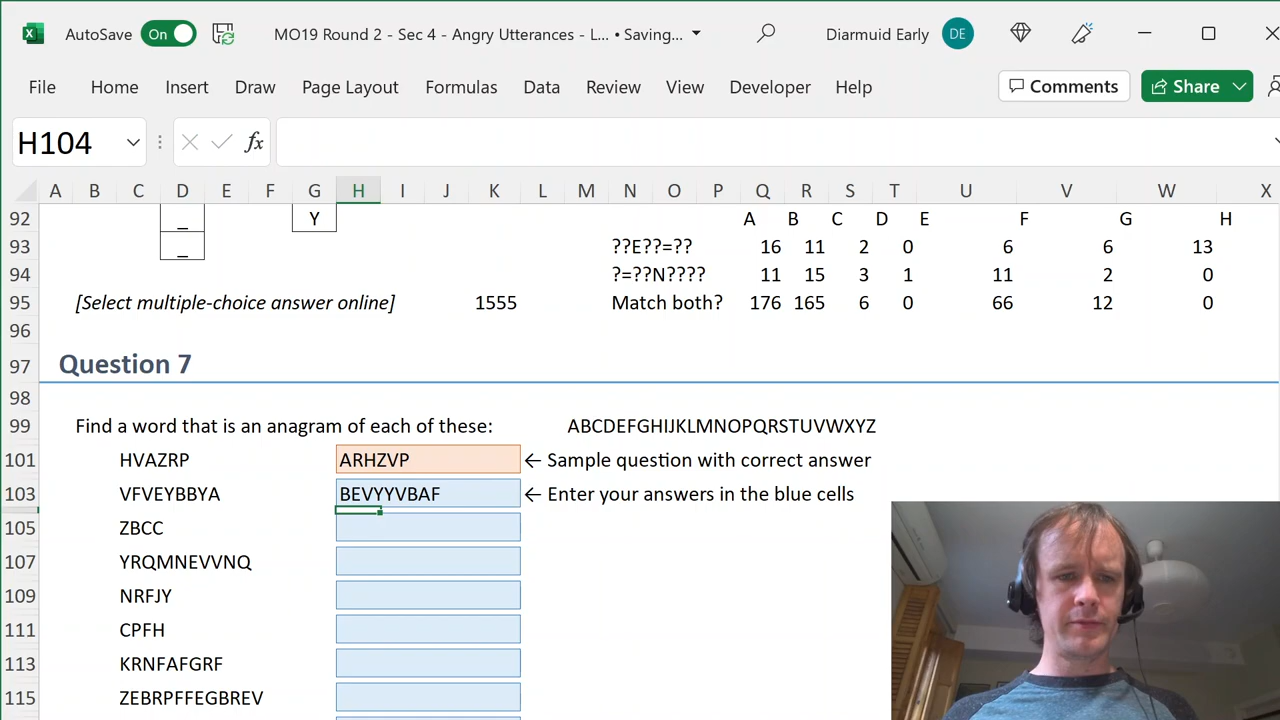 AutoSave On MO19 Round 2 - Sec 4 - Angry Utterances - L... • Saving... Diarmuid Early DE
File Home Insert Draw Page Layout Formulas Data Review View Developer Help Comments Share
H104 fx
A B C D E F G H I J K L M N O P Q R S T U V W X
92 _ Y A B C D E F G H
93 _ ??E??=?? 16 11 2 0 6 6 13
94 ?=??N???? 11 15 3 1 11 2 0
95 [Select multiple-choice answer online] 1555 Match both? 176 165 6 0 66 12 0
96
97 Question 7
98
99 Find a word that is an anagram of each of these: ABCDEFGHIJKLMNOPQRSTUVWXYZ
101 HVAZRP ARHZVP ← Sample question with correct answer
103 VFVEYBBYA BEVYYVBAF ← Enter your answers in the blue cells
105 ZBCC
107 YRQMNEVVNQ
109 NRFJY
111 CPFH
113 KRNFAFGRF
115 ZEBRPFFEGBREV